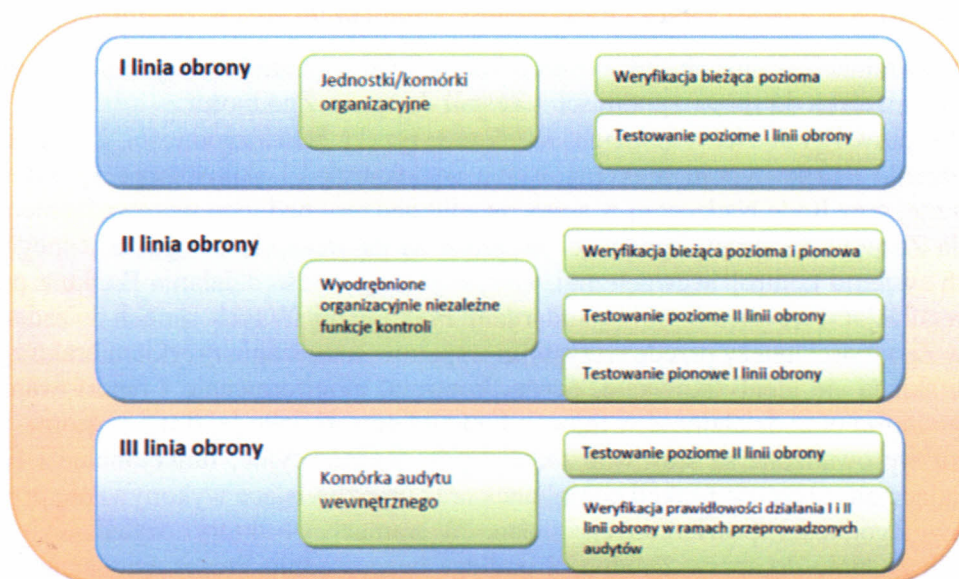 I linia obrony
Jednostki/komórki
organizacyjne
Weryfikacja bieżąca pozioma
Testowanie poziome I linii obrony
II linia obrony
Wyodrębnione
organizacyjnie niezależne
funkcje kontroli
Weryfikacja bieżąca pozioma i pionowa
Testowanie poziome II linii obrony
Testowanie pionowe I linii obrony
III linia obrony
Komórka audytu
wewnętrznego
Testowanie poziome II linii obrony
Weryfikacja prawidłowości działania I i II
linii obrony w ramach przeprowadzonych
audytów